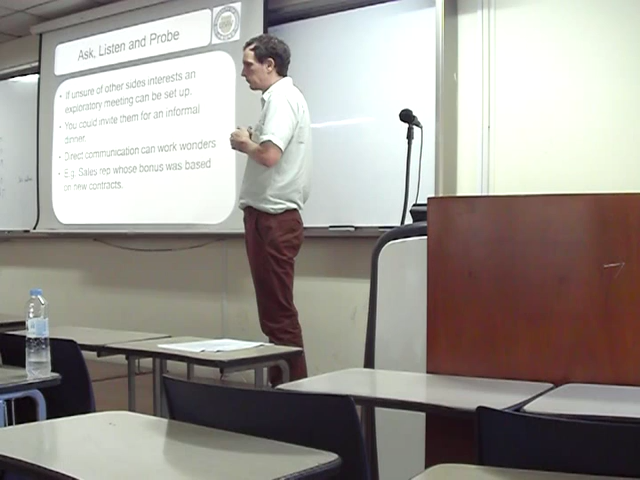 Ask, Listen and Probe
• If unsure of other sides interests an
exploratory meeting can be set up.
• You could invite them for an informal
dinner.
• Direct communication can work wonders
• E.g. Sales rep whose bonus was based
on new contracts.